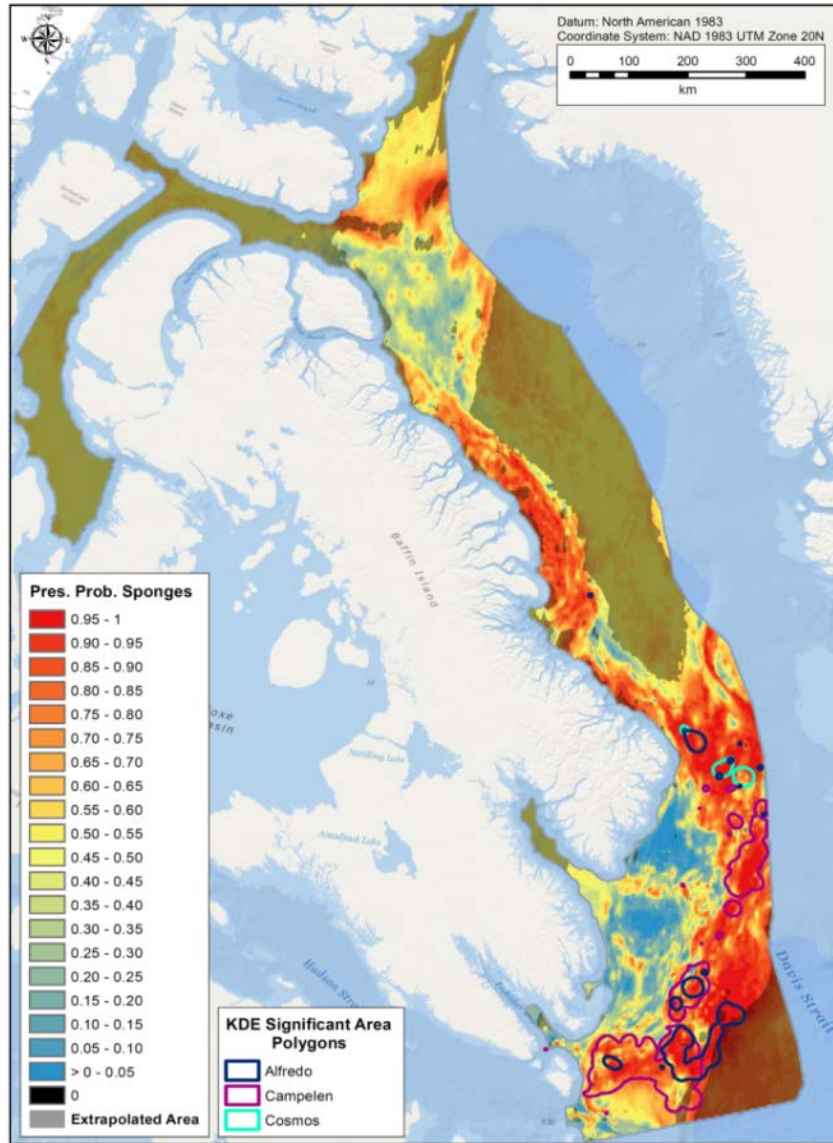 Datum: North American 1983
Coordinate System: NAD 1983 UTM Zone 20N
0 100 200 300 400
km
N
W E
S
Baffin Island
Nettilling Lake
Amadjuak Lake
Hudson
Davis Strait
Pres. Prob. Sponges
0.95 - 1
0.90 - 0.95
0.85 - 0.90
0.80 - 0.85
0.75 - 0.80
0.70 - 0.75
0.65 - 0.70
0.60 - 0.65
0.55 - 0.60
0.50 - 0.55
0.45 - 0.50
0.40 - 0.45
0.35 - 0.40
0.30 - 0.35
0.25 - 0.30
0.20 - 0.25
0.15 - 0.20
0.10 - 0.15
0.05 - 0.10
> 0 - 0.05
0
Extrapolated Area
KDE Significant Area
Polygons
Alfredo
Campelen
Cosmos